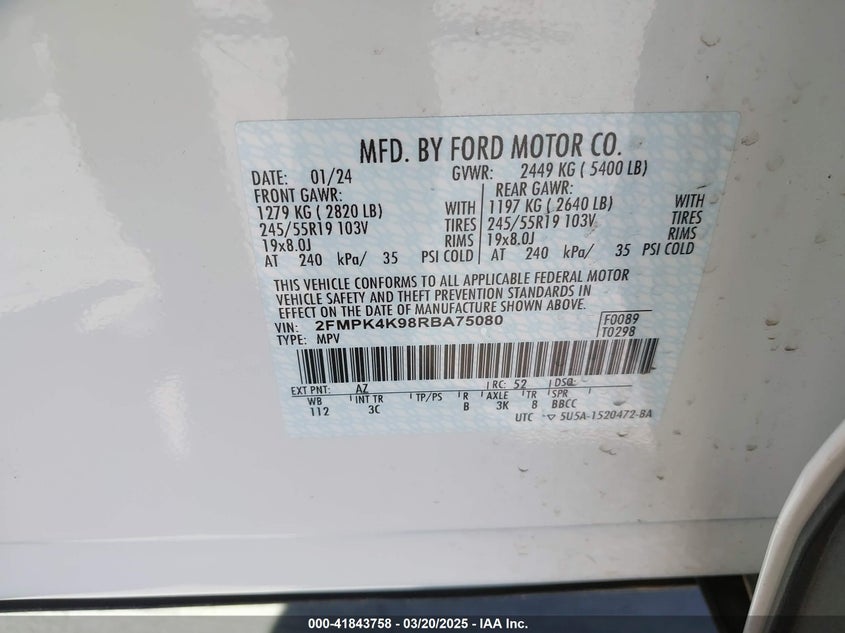 MFD. BY FORD MOTOR CO.
DATE: 01/24 GVWR: 2449 KG ( 5400 LB)
FRONT GAWR: REAR GAWR:
1279 KG ( 2820 LB) WITH 1197 KG ( 2640 LB) WITH
245/55R19 103V TIRES 245/55R19 103V TIRES
19x8.0J RIMS 19x8.0J RIMS
AT 240 kPa/ 35 PSI COLD AT 240 kPa/ 35 PSI COLD
THIS VEHICLE CONFORMS TO ALL APPLICABLE FEDERAL MOTOR
VEHICLE SAFETY AND THEFT PREVENTION STANDARDS IN
EFFECT ON THE DATE OF MANUFACTURE SHOWN ABOVE.
VIN: 2FMPK4K98RBA75080 F0089
TYPE: MPV T0298
EXT PNT: AZ RC: 52 DSO:
WB INT TR TP/PS R AXLE TR SPR
112 3C B 3K 8 BBCC
UTC ▽ 5U5A-1520472-BA
000-41843758 | 03/20/2025 - IAA Inc.